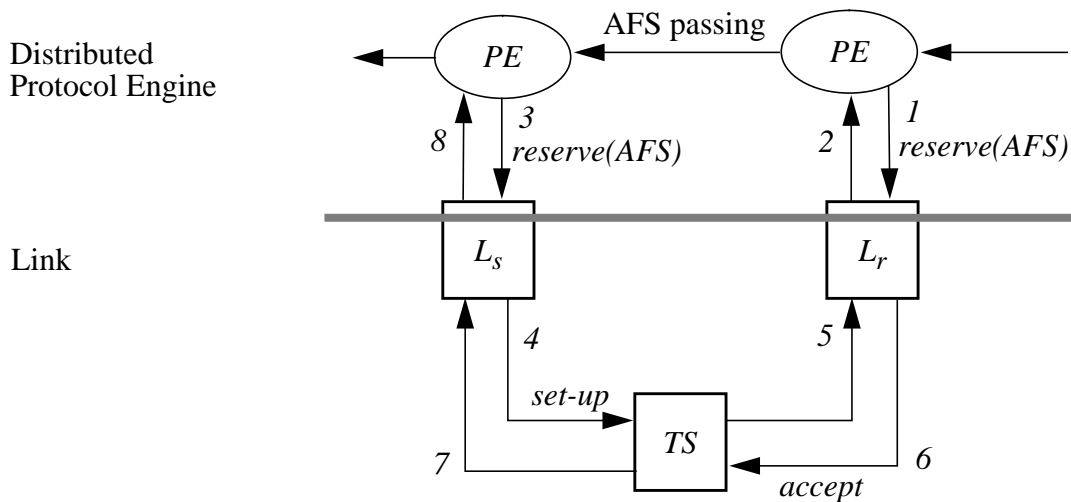 AFS passing
Distributed
Protocol Engine
PE
PE
8
3
reserve(AFS)
2
1
reserve(AFS)
Link
Ls
Lr
4
5
set-up
TS
7
6
accept